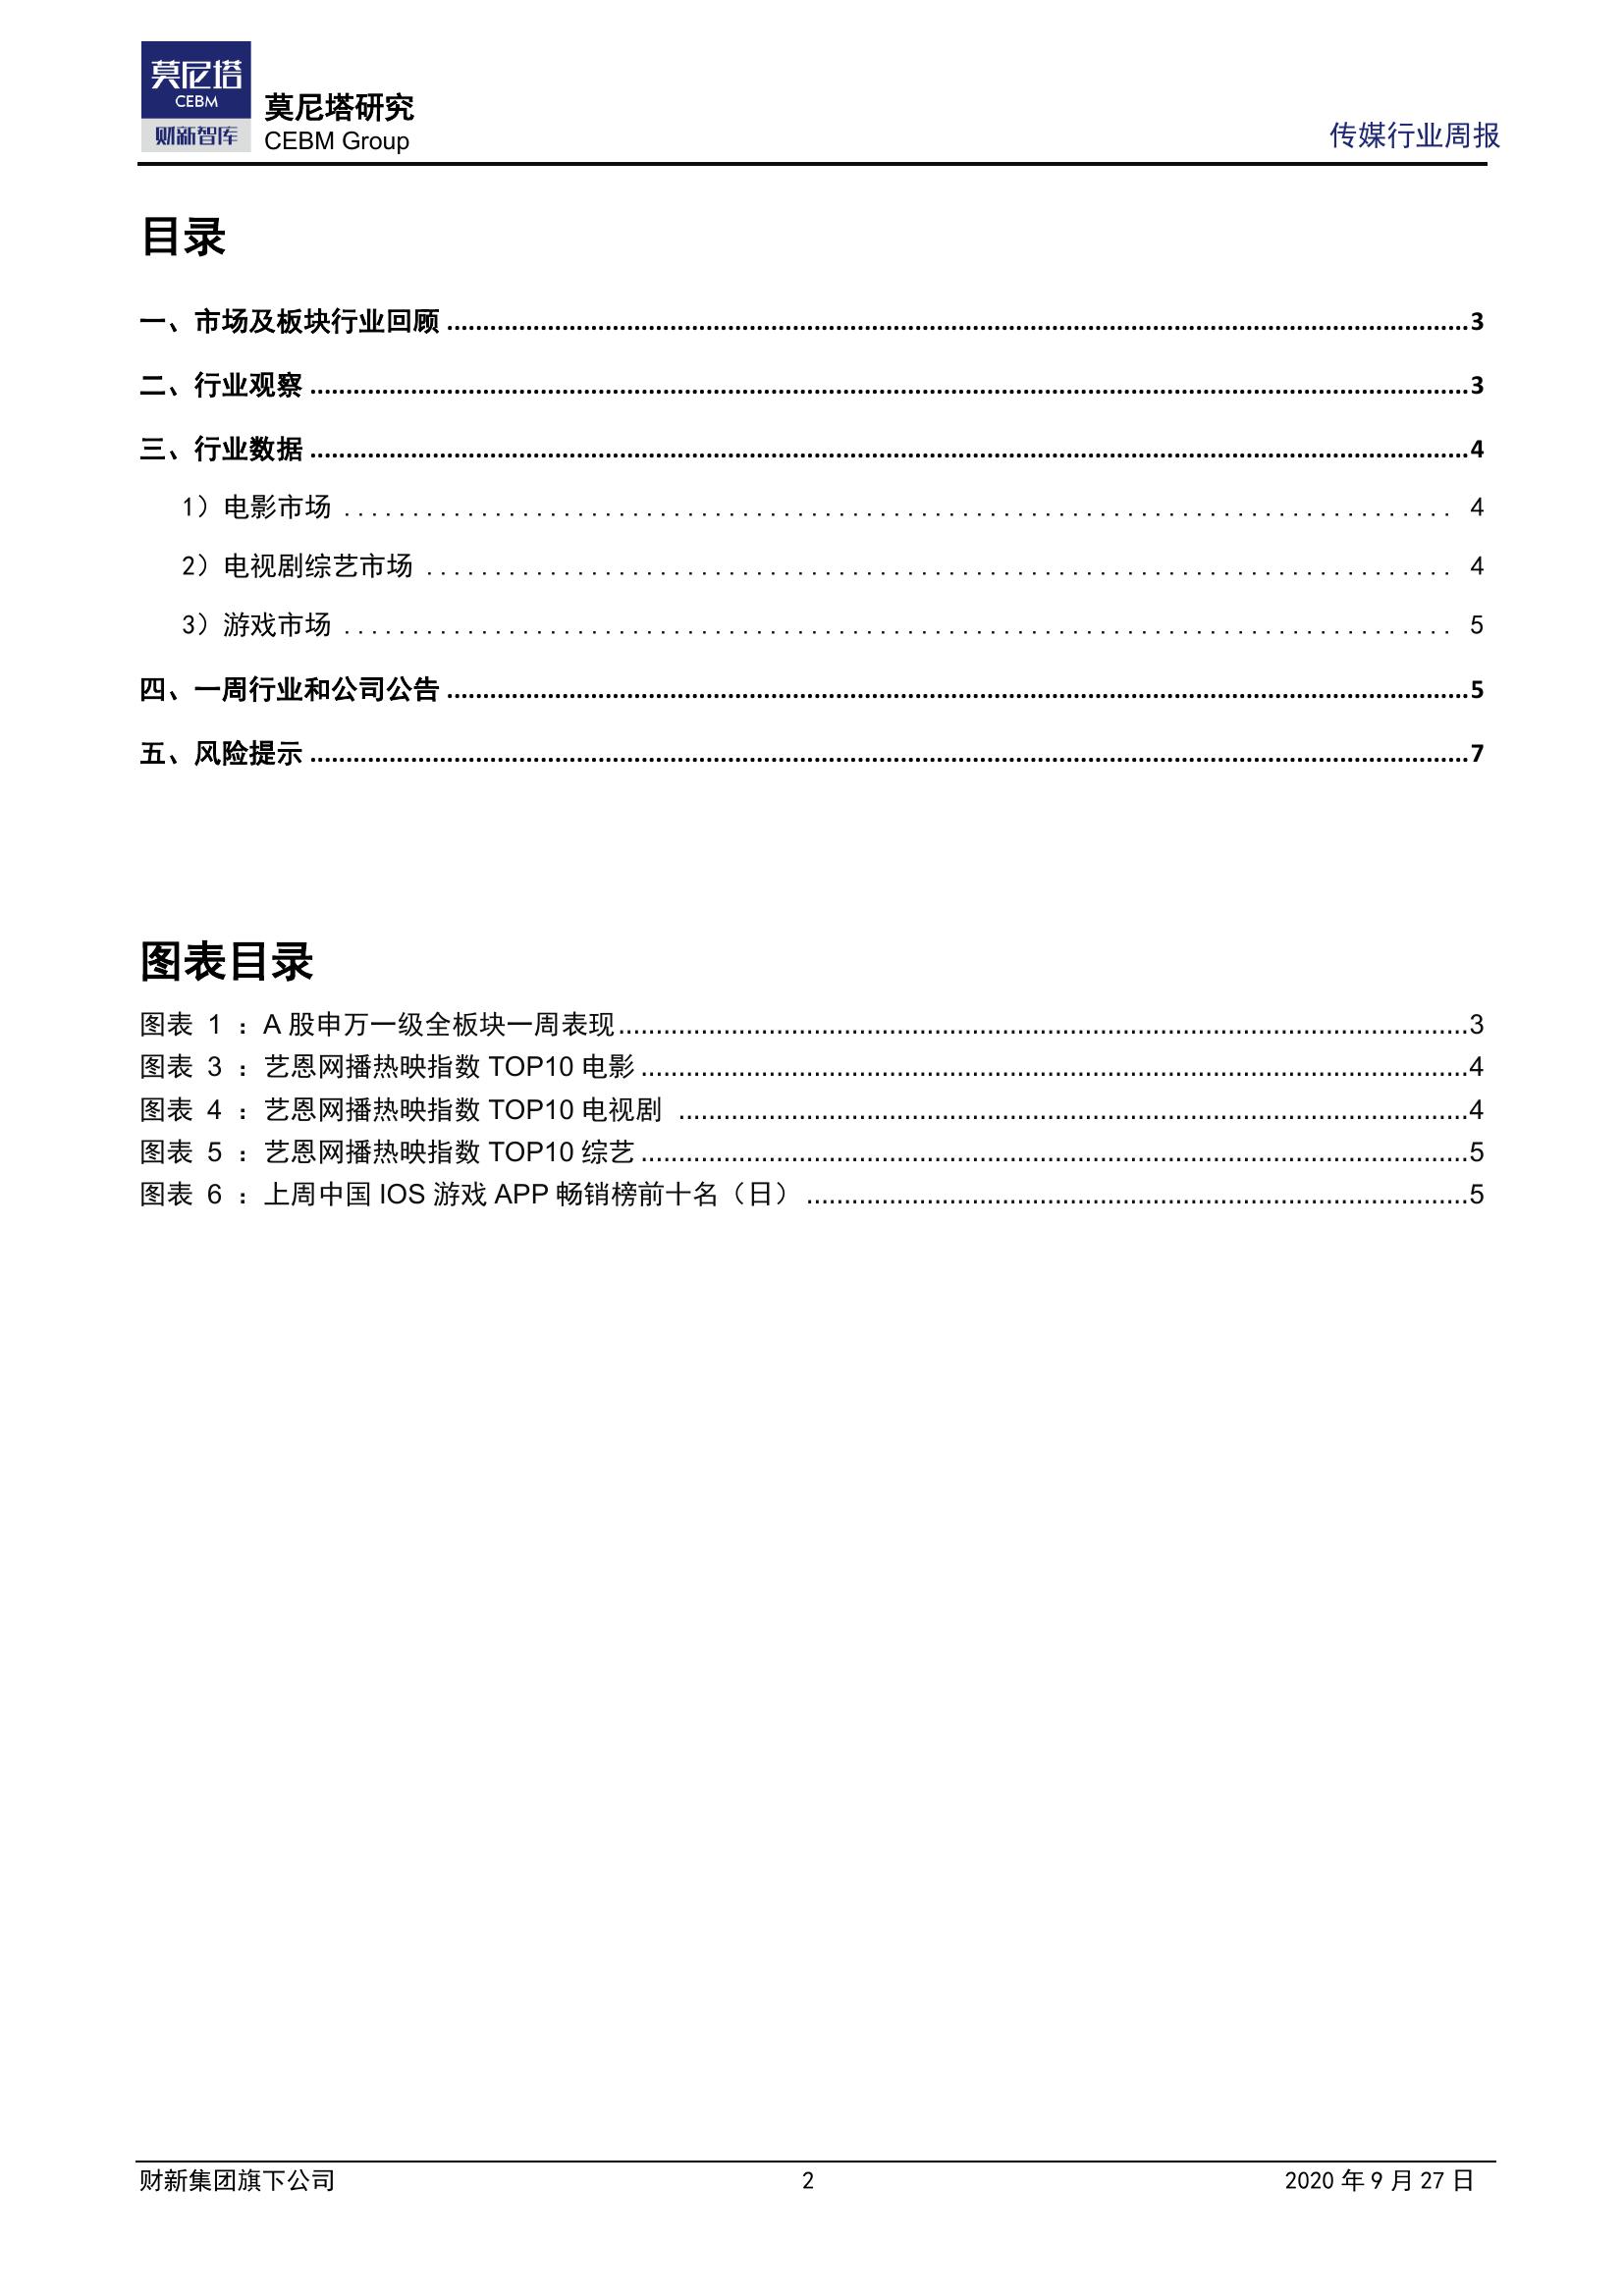 莫尼塔
CEBM
财新智库
莫尼塔研究
CEBM Group
传媒行业周报
目录
一、市场及板块行业回顾........................................3
二、行业观察........................................3
三、行业数据........................................4
1）电影市场........................................4
2）电视剧综艺市场........................................4
3）游戏市场........................................5
四、一周行业和公司公告........................................5
五、风险提示........................................7
图表目录
图表 1 ：A 股申万一级全板块一周表现........................................3
图表 3 ：艺恩网播热映指数 TOP10 电影........................................4
图表 4 ：艺恩网播热映指数 TOP10 电视剧 ........................................4
图表 5 ：艺恩网播热映指数 TOP10 综艺........................................5
图表 6 ：上周中国 IOS 游戏 APP 畅销榜前十名（日）........................................5
财新集团旗下公司 2 2020 年 9 月 27 日